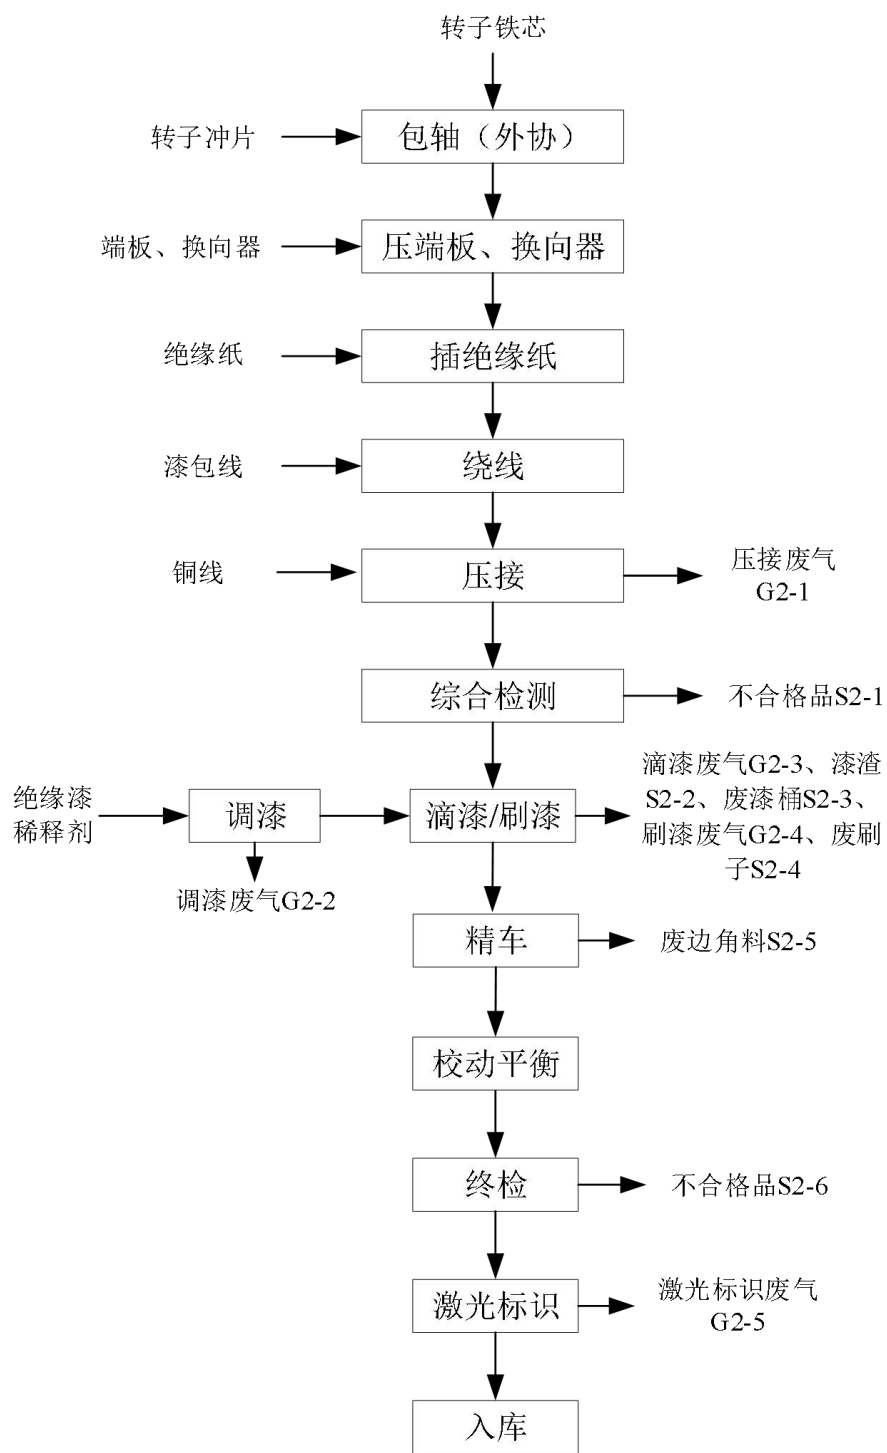 转子铁芯
转子冲片
包轴（外协）
端板、换向器
压端板、换向器
绝缘纸
插绝缘纸
漆包线
绕线
铜线
压接
压接废气
G2-1
综合检测
不合格品S2-1
绝缘漆
稀释剂
调漆
滴漆/刷漆
滴漆废气G2-3、漆渣
S2-2、废漆桶S2-3、
刷漆废气G2-4、废刷
子S2-4
调漆废气G2-2
精车
废边角料S2-5
校动平衡
终检
不合格品S2-6
激光标识
激光标识废气
G2-5
入库